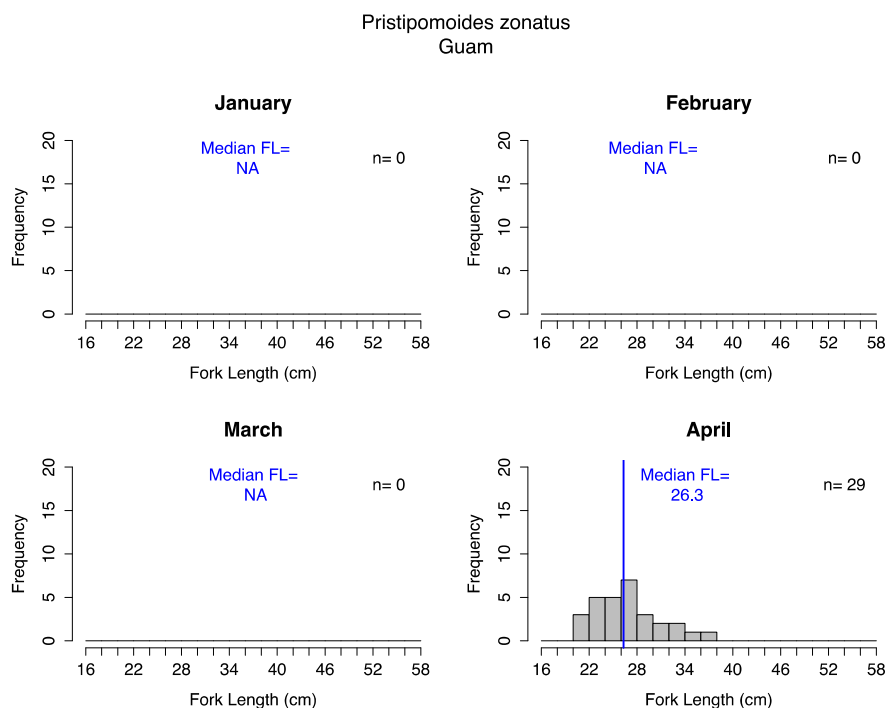 Pristipomoides zonatus
Guam
January
Median FL=
NA
n= 0
Frequency
0 5 10 15 20
16 22 28 34 40 46 52 58
Fork Length (cm)
February
Median FL=
NA
n= 0
Frequency
0 5 10 15 20
16 22 28 34 40 46 52 58
Fork Length (cm)
March
Median FL=
NA
n= 0
Frequency
0 5 10 15 20
16 22 28 34 40 46 52 58
Fork Length (cm)
April
Median FL=
26.3
n= 29
Frequency
0 5 10 15 20
16 22 28 34 40 46 52 58
Fork Length (cm)